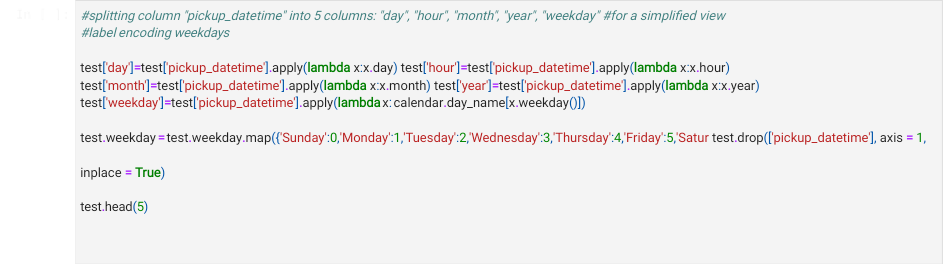 #splitting column "pickup_datetime" into 5 columns: "day", "hour", "month", "year", "weekday" #for a simplified view
#label encoding weekdays
test['day']=test['pickup_datetime'].apply(lambda x:x.day) test['hour']=test['pickup_datetime'].apply(lambda x:x.hour)
test['month']=test['pickup_datetime'].apply(lambda x:x.month) test['year']=test['pickup_datetime'].apply(lambda x:x.year)
test['weekday']=test['pickup_datetime'].apply(lambda x: calendar.day_name[x.weekday()])
test.weekday = test.weekday.map({'Sunday':0,'Monday':1,'Tuesday':2,'Wednesday':3,'Thursday':4,'Friday':5,'Satur test.drop(['pickup_datetime'], axis = 1,
inplace = True)
test.head(5)